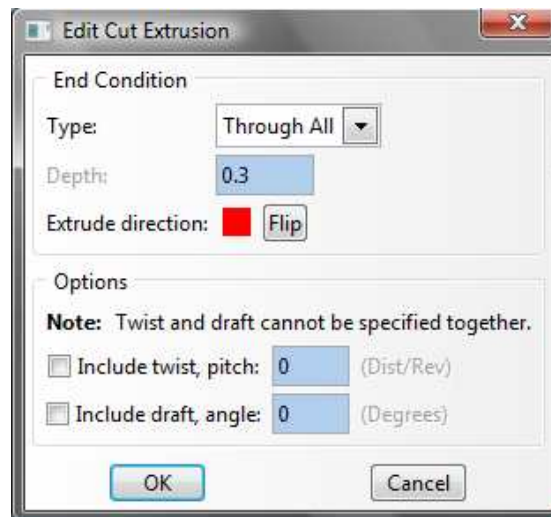 Edit Cut Extrusion
End Condition
Type: Through All
Depth: 0.3
Extrude direction: Flip
Options
Note: Twist and draft cannot be specified together.
Include twist, pitch: 0 (Dist/Rev)
Include draft, angle: 0 (Degrees)
OK Cancel